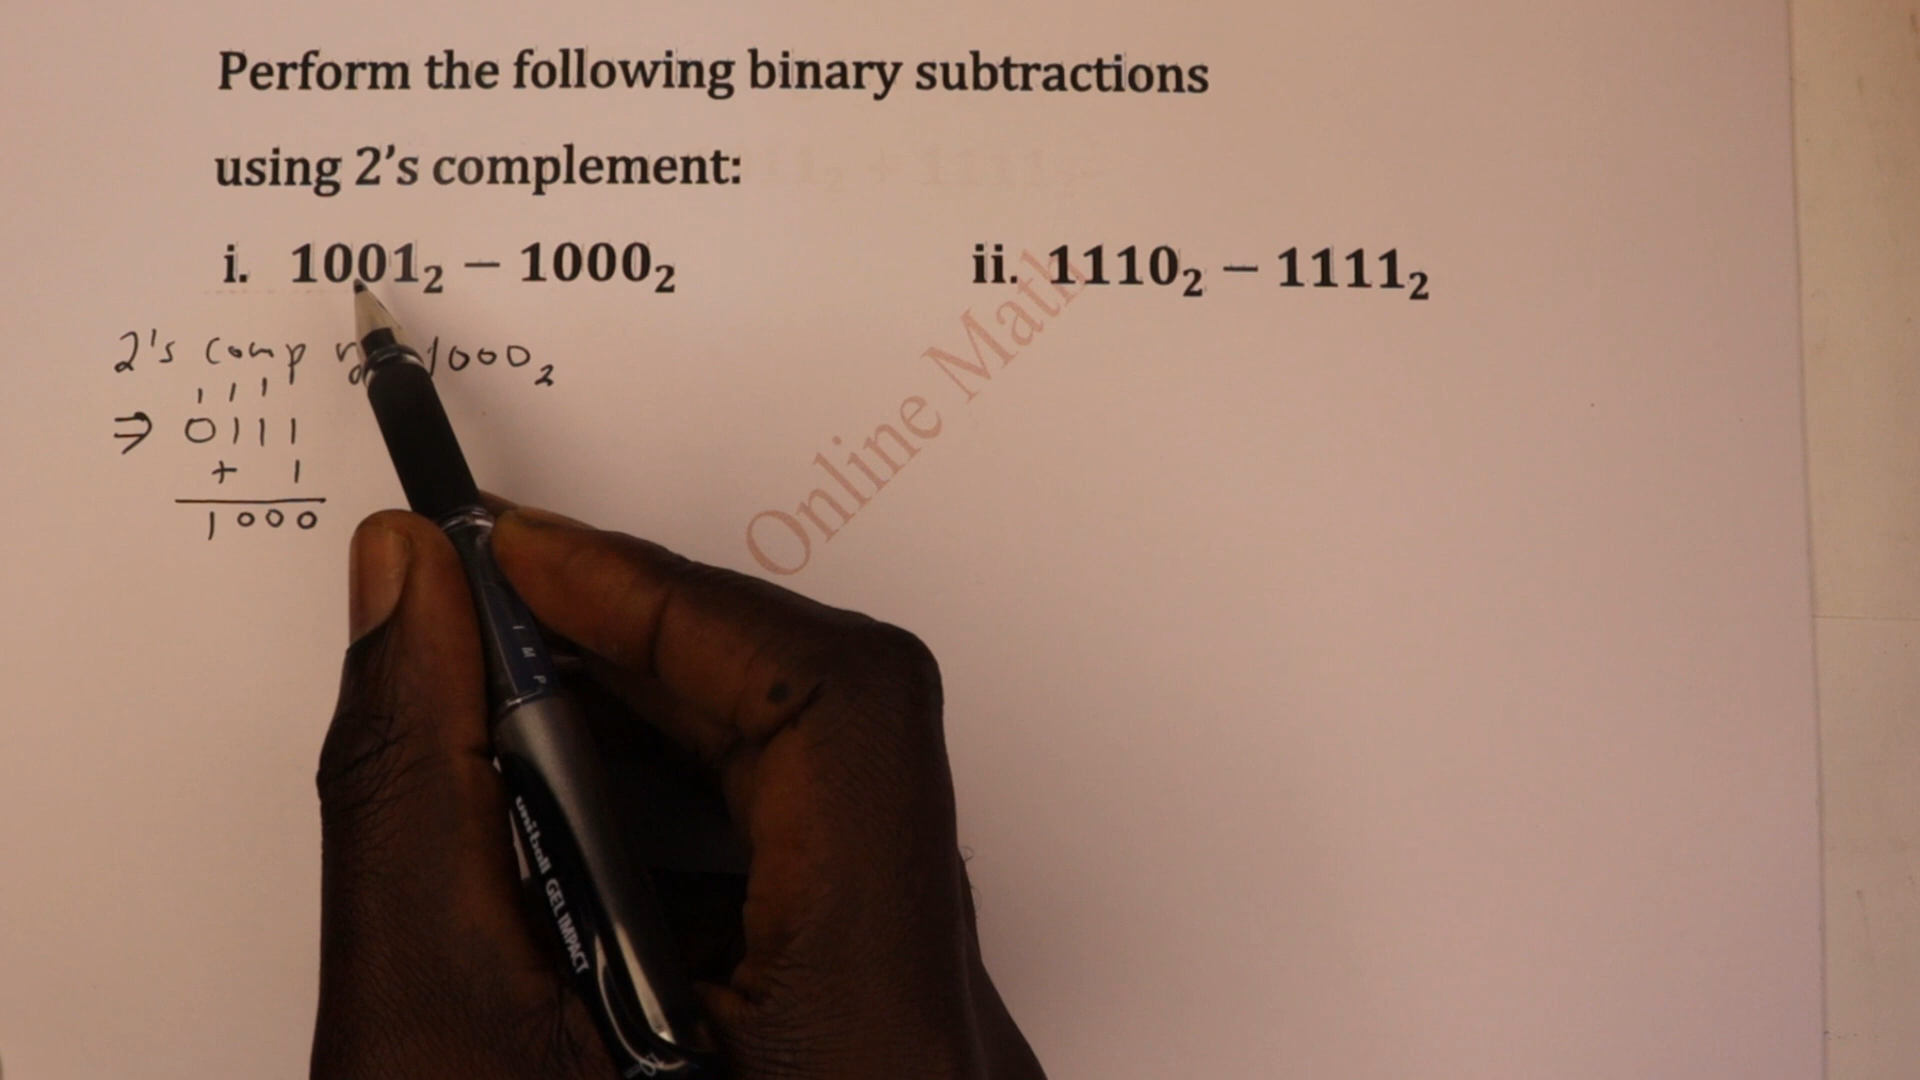 Perform the following binary subtractions
using 2's complement:
i. 1001₂ − 1000₂
ii. 1110₂ − 1111₂
2's comp 1000₂
1 1 1
⇒ 0111
+ 1
1000
Online Math
I M P
uniball GEL IMPACT